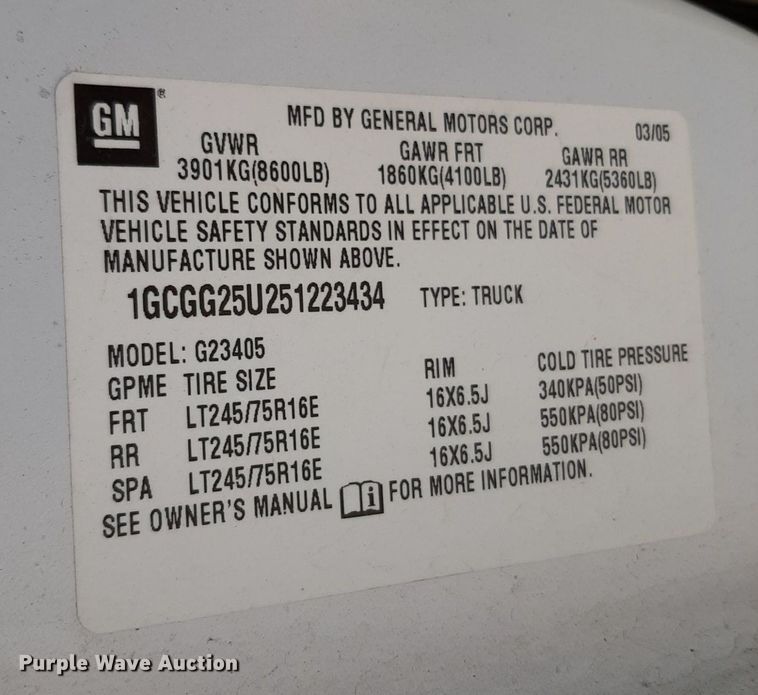 GM®
MFD BY GENERAL MOTORS CORP. 03/05
GVWR GAWR FRT GAWR RR
3901KG(8600LB) 1860KG(4100LB) 2431KG(5360LB)
THIS VEHICLE CONFORMS TO ALL APPLICABLE U.S. FEDERAL MOTOR
VEHICLE SAFETY STANDARDS IN EFFECT ON THE DATE OF
MANUFACTURE SHOWN ABOVE.
1GCGG25U251223434 TYPE: TRUCK
MODEL: G23405
GPME TIRE SIZE RIM COLD TIRE PRESSURE
FRT LT245/75R16E 16X6.5J 340KPA(50PSI)
RR LT245/75R16E 16X6.5J 550KPA(80PSI)
SPA LT245/75R16E 16X6.5J 550KPA(80PSI)
SEE OWNER'S MANUAL i FOR MORE INFORMATION.
Purple Wave Auction